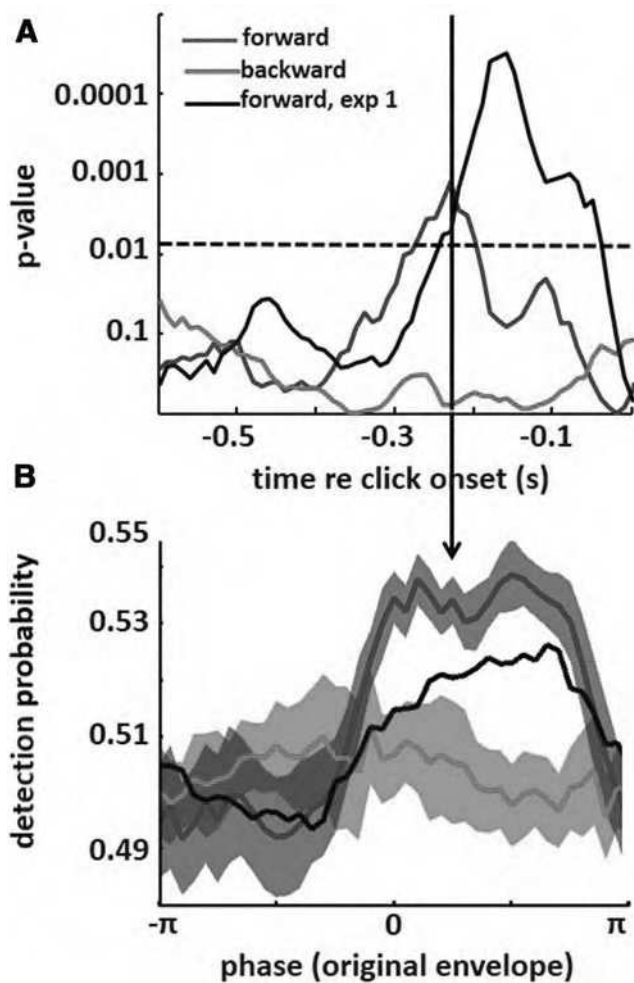 A
forward
backward
forward, exp 1
0.0001
0.001
0.01
0.1
p-value
-0.5
-0.3
-0.1
time re click onset (s)
B
0.55
0.53
0.51
0.49
detection probability
-π
0
π
phase (original envelope)